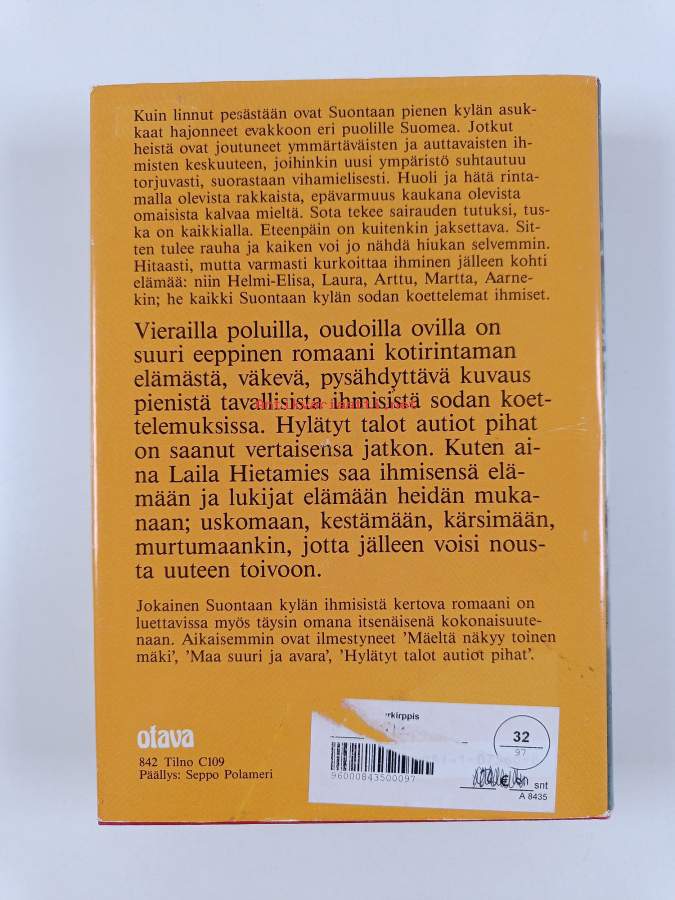 Kuin linnut pesästään ovat Suontaan pienen kylän asuk-
kaat hajonneet evakkoon eri puolille Suomea. Jotkut
heistä ovat joutuneet ymmärtäväisten ja auttavaisten ih-
misten keskuuteen, joihinkin uusi ympäristö suhtautuu
torjuvasti, suorastaan vihamielisesti. Huoli ja hätä rinta-
malla olevista rakkaista, epävarmuus kaukana olevista
omaisista kalvaa mieltä. Sota tekee sairauden tutuksi, tus-
ka on kaikkialla. Eteenpäin on kuitenkin jaksettava. Sit-
ten tulee rauha ja kaiken voi jo nähdä hiukan selvemmin.
Hitaasti, mutta varmasti kurkoittaa ihminen jälleen kohti
elämää: niin Helmi-Elisa, Laura, Arttu, Martta, Aarne-
kin; he kaikki Suontaan kylän sodan koettelemat ihmiset.
Vierailla poluilla, oudoilla ovilla on
suuri eeppinen romaani kotirintaman
elämästä, väkevä, pysähdyttävä kuvaus
pienistä tavallisista ihmisistä sodan koet-
telemuksissa. Hylätyt talot autiot pihat
on saanut vertaisensa jatkon. Kuten ai-
na Laila Hietamies saa ihmisensä elä-
mään ja lukijat elämään heidän muka-
naan; uskomaan, kestämään, kärsimään,
murtumaankin, jotta jälleen voisi nous-
ta uuteen toivoon.
Jokainen Suontaan kylän ihmisistä kertova romaani on
luettavissa myös täysin omana itsenäisenä kokonaisuute-
naan. Aikaisemmin ovat ilmestyneet 'Mäeltä näkyy toinen
mäki', 'Maa suuri ja avara', 'Hylätyt talot autiot pihat'.
otava
842 Tilno C109
Päällys: Seppo Polameri
rkirppis
32
97
96000843500097
snt
A 8435